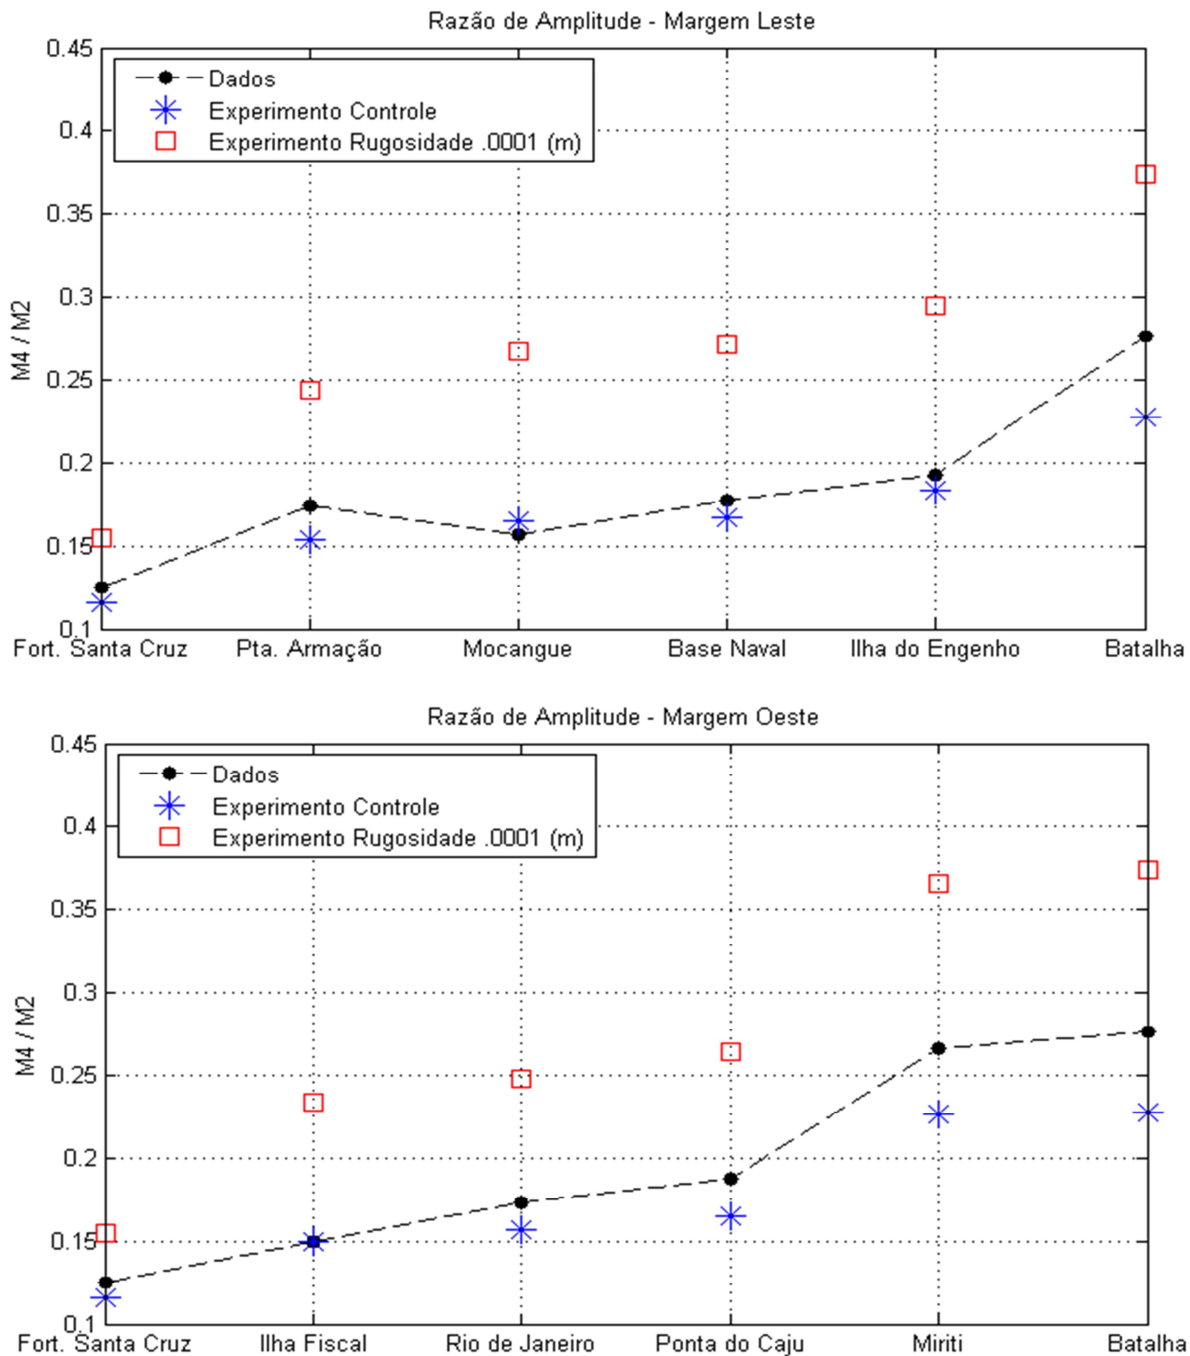 Razão de Amplitude - Margem Leste
0.45
0.4
0.35
0.3
0.25
0.2
0.15
0.1
M4 / M2
Dados
Experimento Controle
Experimento Rugosidade .0001 (m)
Fort. Santa Cruz Pta. Armação Mocangue Base Naval Ilha do Engenho Batalha
Razão de Amplitude - Margem Oeste
0.45
0.4
0.35
0.3
0.25
0.2
0.15
0.1
M4 / M2
Dados
Experimento Controle
Experimento Rugosidade .0001 (m)
Fort. Santa Cruz Ilha Fiscal Rio de Janeiro Ponta do Caju Miriti Batalha